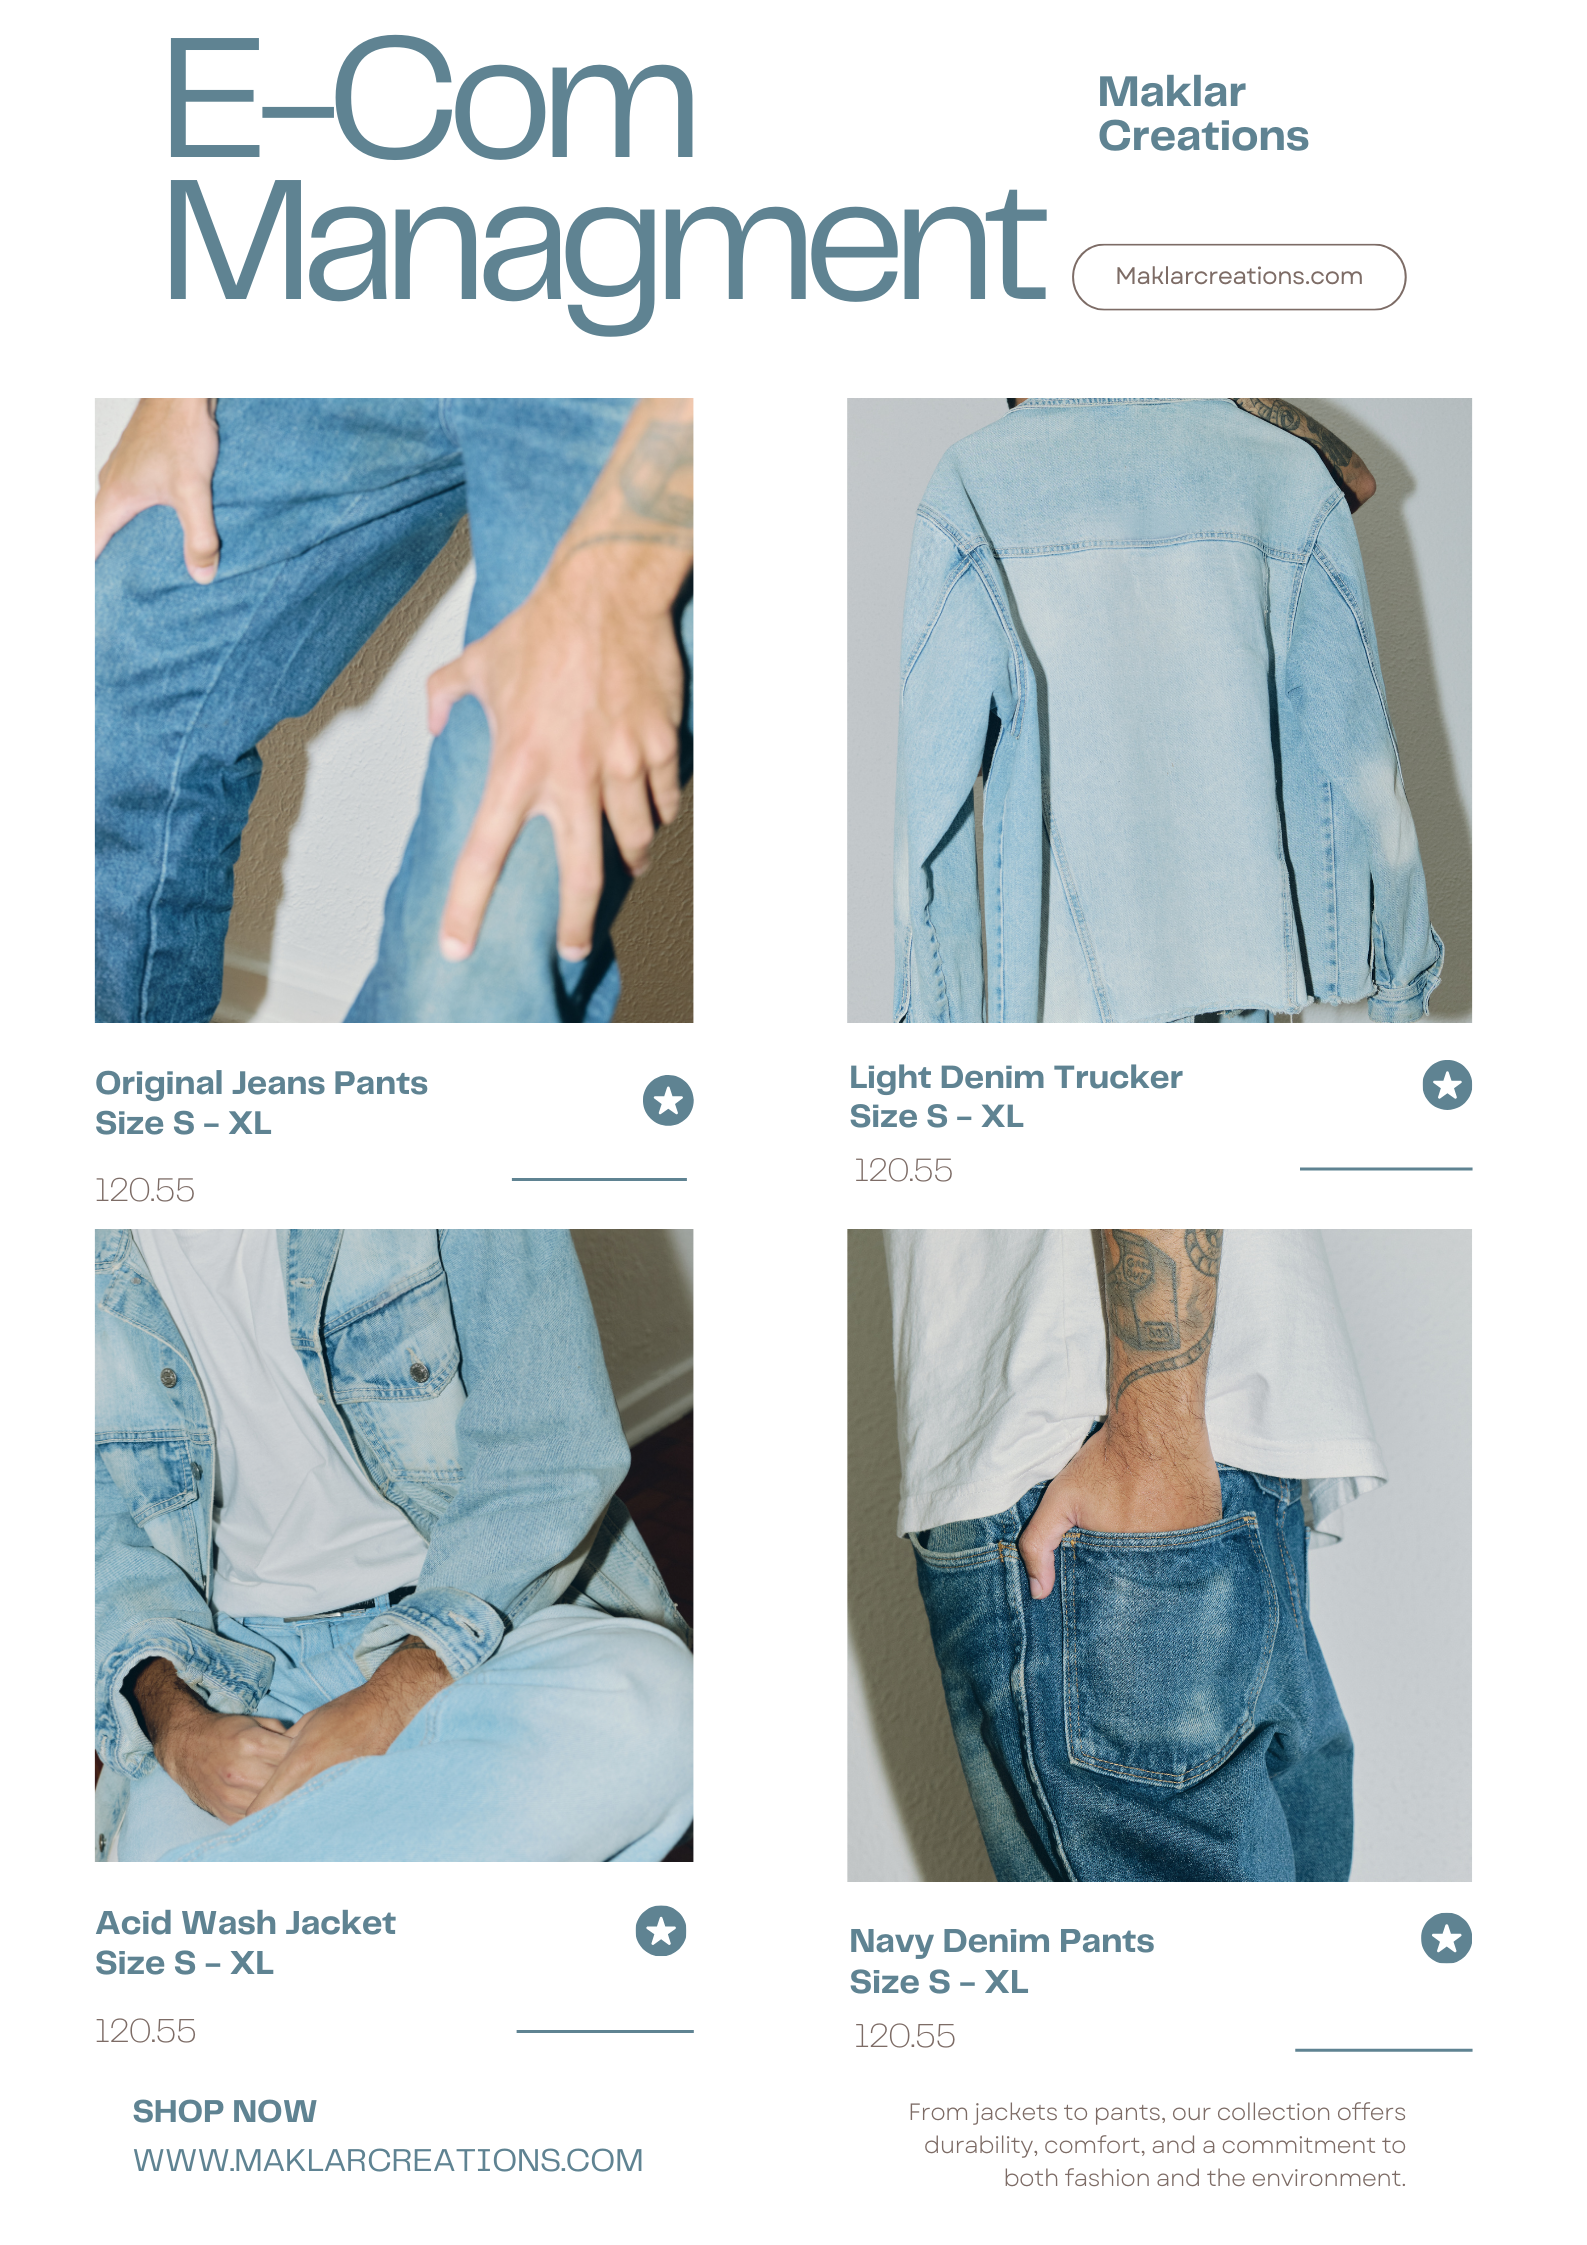 E-Com
Managment
Maklar
Creations
Maklarcreations.com
Original Jeans Pants
Size S - XL
120.55
Light Denim Trucker
Size S - XL
120.55
Acid Wash Jacket
Size S - XL
120.55
Navy Denim Pants
Size S - XL
120.55
SHOP NOW
WWW.MAKLARCREATIONS.COM
From jackets to pants, our collection offers
durability, comfort, and a commitment to
both fashion and the environment.